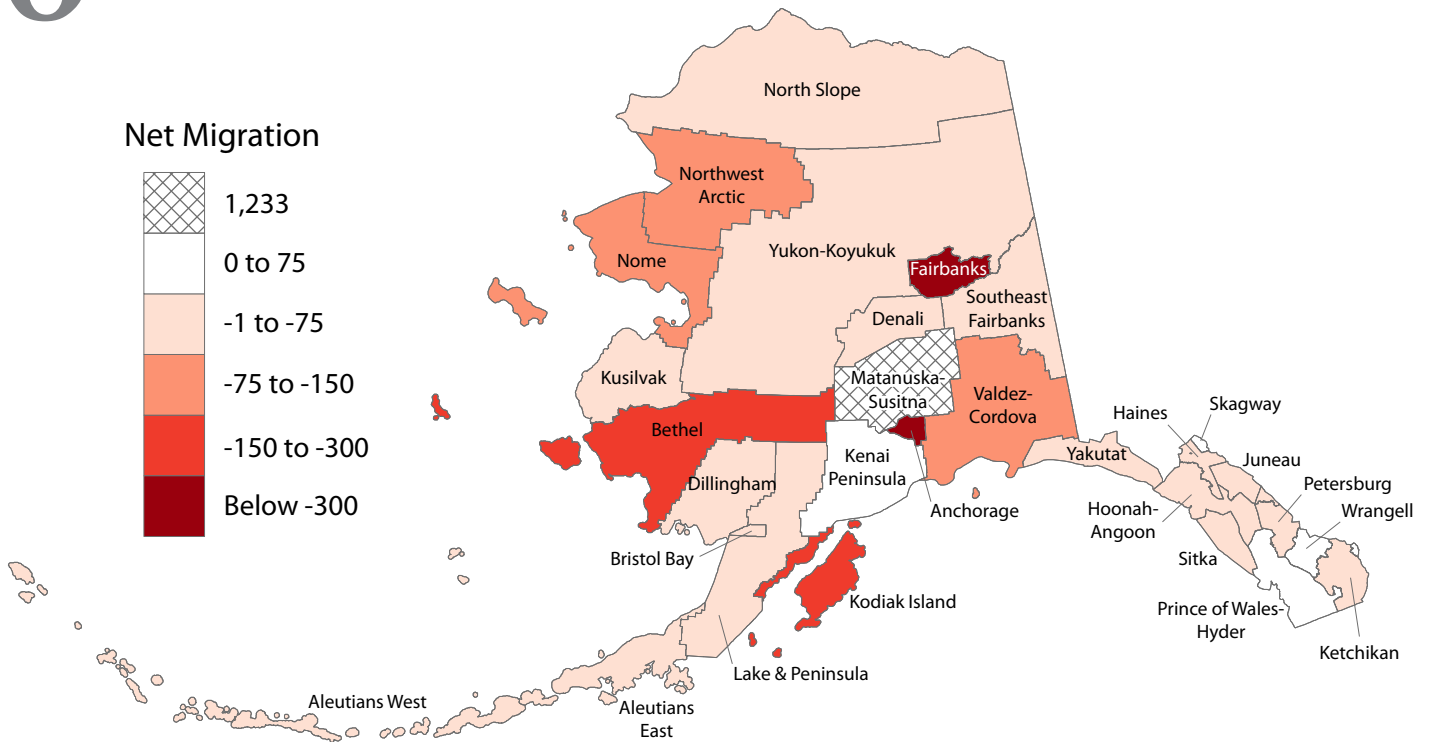 Net Migration
1,233
0 to 75
-1 to -75
-75 to -150
-150 to -300
Below -300
North Slope
Northwest
Arctic
Nome
Yukon-Koyukuk
Fairbanks
Southeast
Fairbanks
Denali
Kusilvak
Matanuska-
Susitna
Valdez-
Cordova
Bethel
Kenai
Peninsula
Dillingham
Anchorage
Bristol Bay
Kodiak Island
Lake & Peninsula
Aleutians West
Aleutians
East
Yakutat
Haines
Skagway
Juneau
Petersburg
Wrangell
Hoonah-
Angoon
Sitka
Prince of Wales-
Hyder
Ketchikan